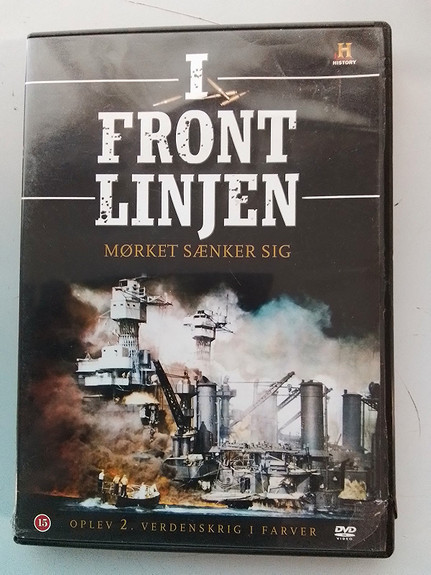 H
HISTORY
I
FRONT
LINJEN
MØRKET SÆNKER SIG
15
OPLEV 2. VERDENSKRIG I FARVER
DVD
VIDEO